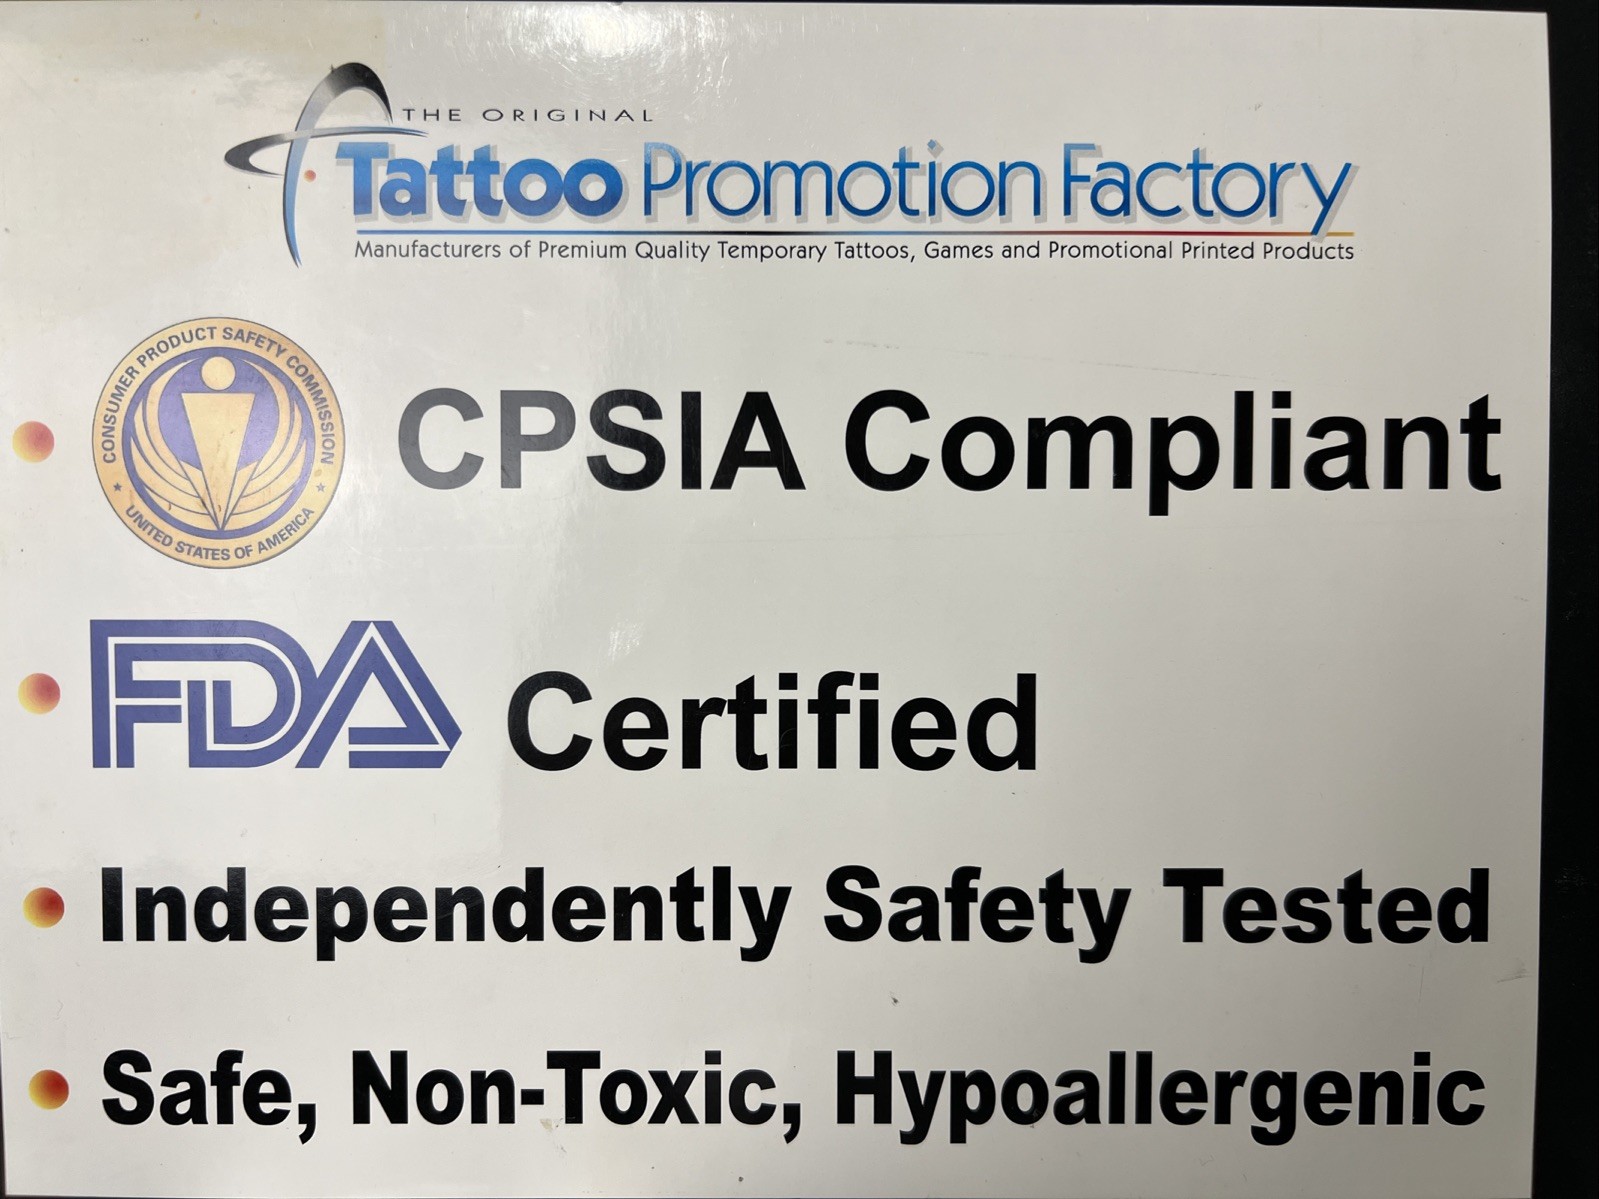 THE ORIGINAL
Tattoo Promotion Factory
Manufacturers of Premium Quality Temporary Tattoos, Games and Promotional Printed Products
CONSUMER PRODUCT SAFETY COMMISSION
UNITED STATES OF AMERICA
CPSIA Compliant
FDA Certified
Independently Safety Tested
Safe, Non-Toxic, Hypoallergenic